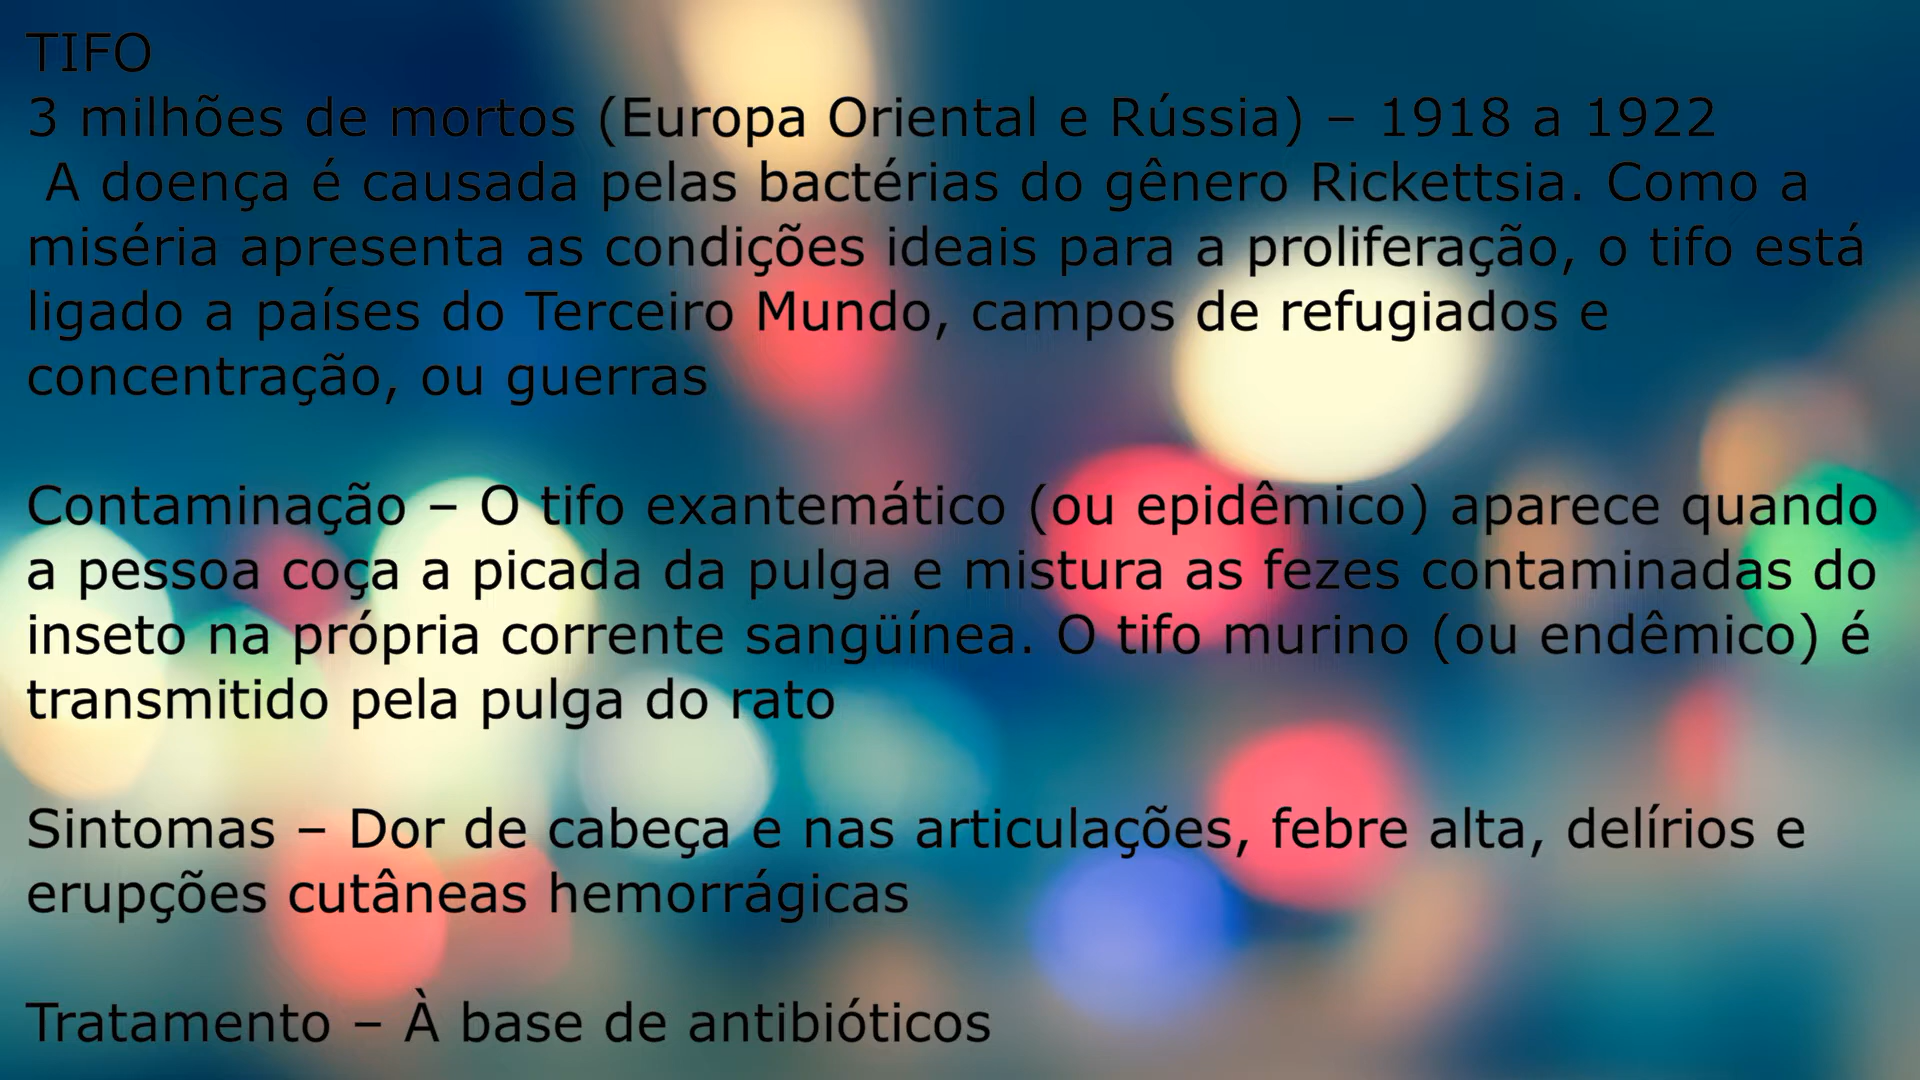 TIFO
3 milhões de mortos (Europa Oriental e Rússia) – 1918 a 1922
A doença é causada pelas bactérias do gênero Rickettsia. Como a
miséria apresenta as condições ideais para a proliferação, o tifo está
ligado a países do Terceiro Mundo, campos de refugiados e
concentração, ou guerras
Contaminação – O tifo exantemático (ou epidêmico) aparece quando
a pessoa coça a picada da pulga e mistura as fezes contaminadas do
inseto na própria corrente sangüínea. O tifo murino (ou endêmico) é
transmitido pela pulga do rato
Sintomas – Dor de cabeça e nas articulações, febre alta, delírios e
erupções cutâneas hemorrágicas
Tratamento – À base de antibióticos